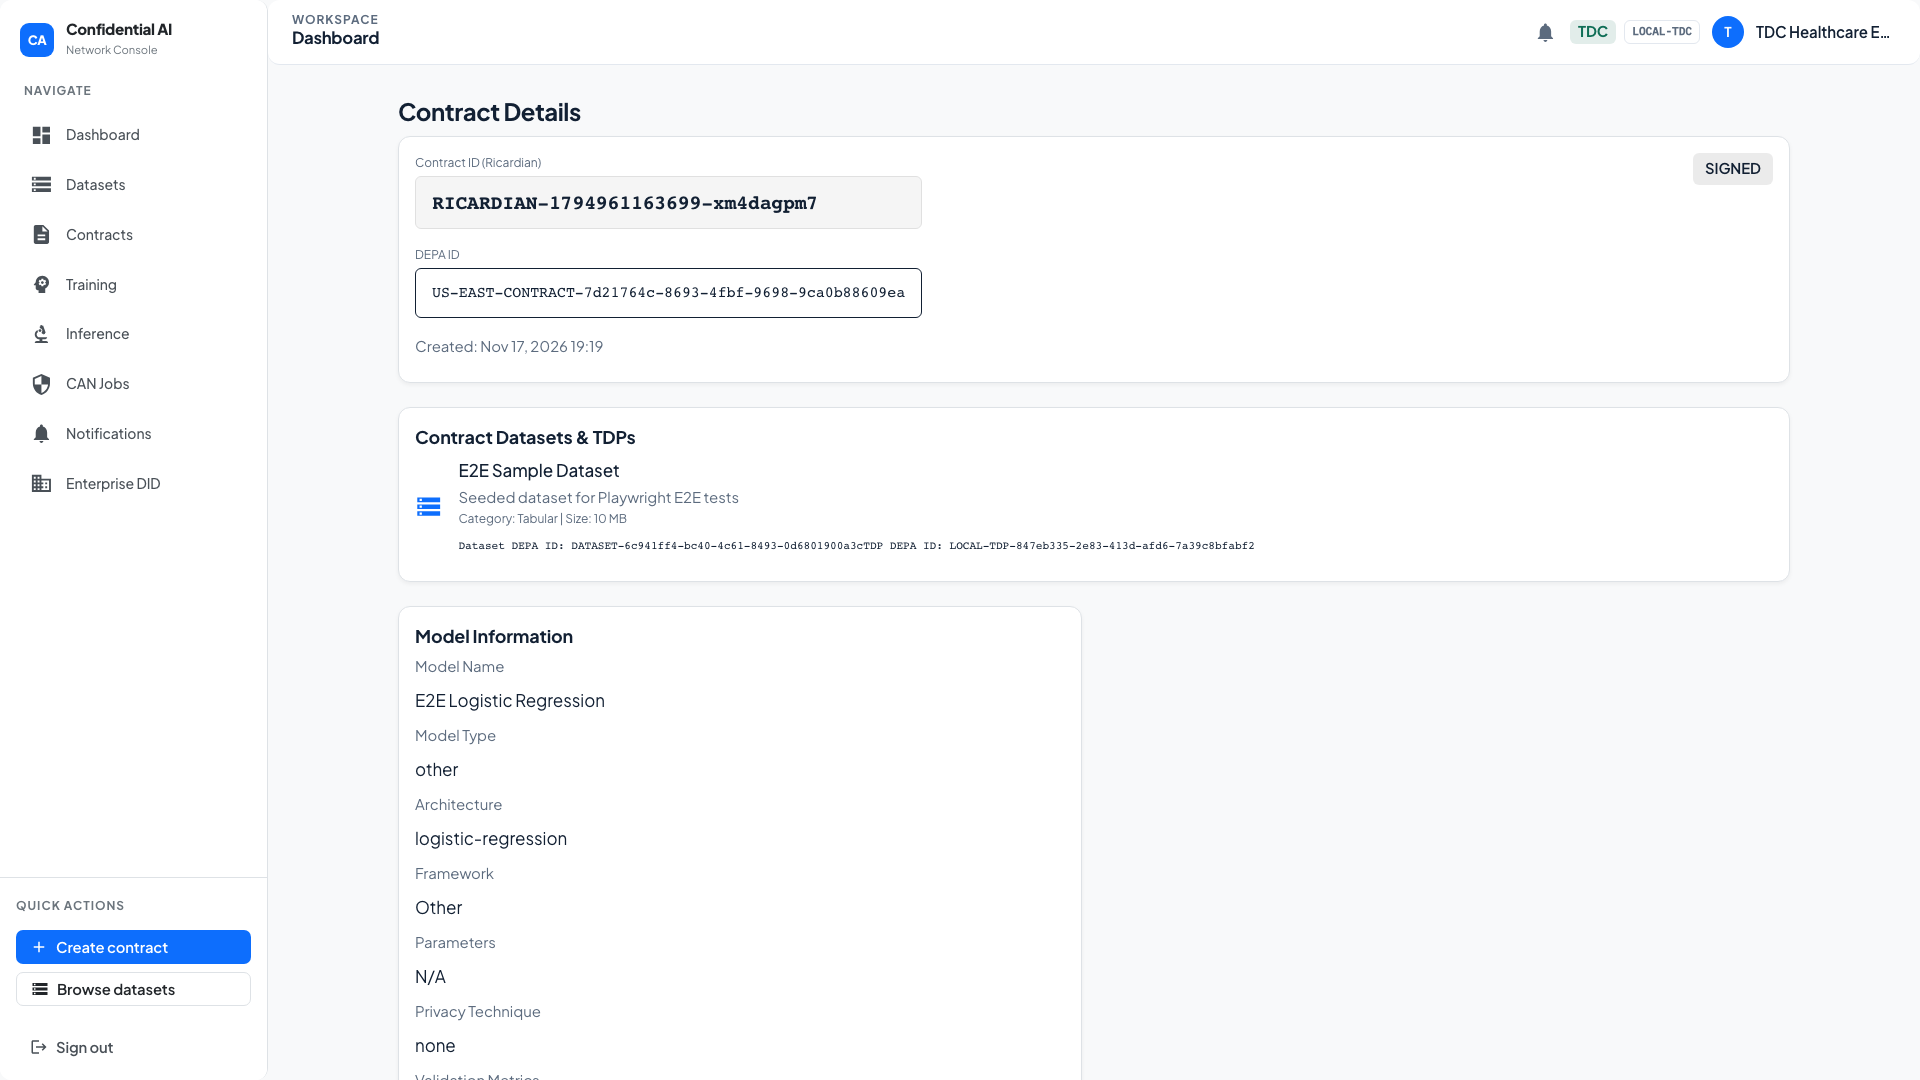 CA
Confidential AI
Network Console
NAVIGATE
Dashboard
Datasets
Contracts
Training
Inference
CAN Jobs
Notifications
Enterprise DID
QUICK ACTIONS
Create contract
Browse datasets
Sign out
WORKSPACE
Dashboard
TDC
LOCAL-TDC
T
TDC Healthcare E...
Contract Details
Contract ID (Ricardian)
SIGNED
RICARDIAN-1794961163699-xm4dagpm7
DEPA ID
US-EAST-CONTRACT-7d21764c-8693-4fbf-9698-9ca0b88609ea
Created: Nov 17, 2026 19:19
Contract Datasets & TDPs
E2E Sample Dataset
Seeded dataset for Playwright E2E tests
Category: Tabular | Size: 10 MB
Dataset DEPA ID: DATASET-6c941ff4-bc40-4c61-8493-0d6801900a3cTDP DEPA ID: LOCAL-TDP-847eb335-2e83-413d-afd6-7a39c8bfabf2
Model Information
Model Name
E2E Logistic Regression
Model Type
other
Architecture
logistic-regression
Framework
Other
Parameters
N/A
Privacy Technique
none
Validation Metrics